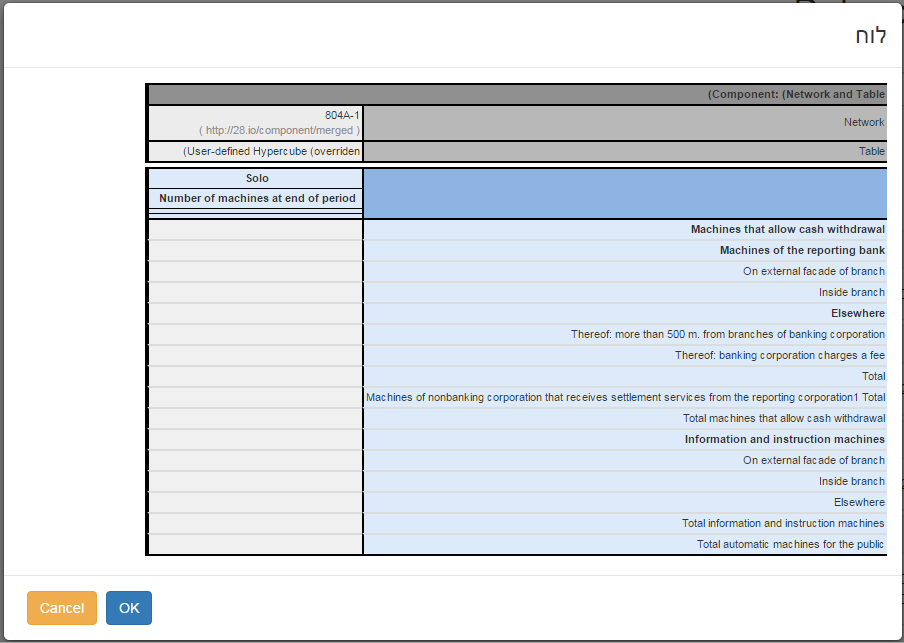 לוח
(Component: (Network and Table
Network
804A-1
( http://28.io/component/merged )
Table
(User-defined Hypercube (overriden
Solo
Number of machines at end of period
Machines that allow cash withdrawal
Machines of the reporting bank
On external facade of branch
Inside branch
Elsewhere
Thereof: more than 500 m. from branches of banking corporation
Thereof: banking corporation charges a fee
Total
Machines of nonbanking corporation that receives settlement services from the reporting corporation1 Total
Total machines that allow cash withdrawal
Information and instruction machines
On external facade of branch
Inside branch
Elsewhere
Total information and instruction machines
Total automatic machines for the public
Cancel
OK